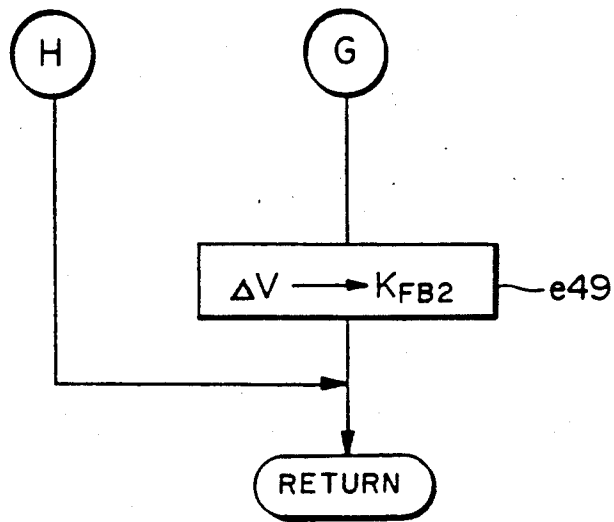 H
G
ΔV → KFB2
e49
RETURN